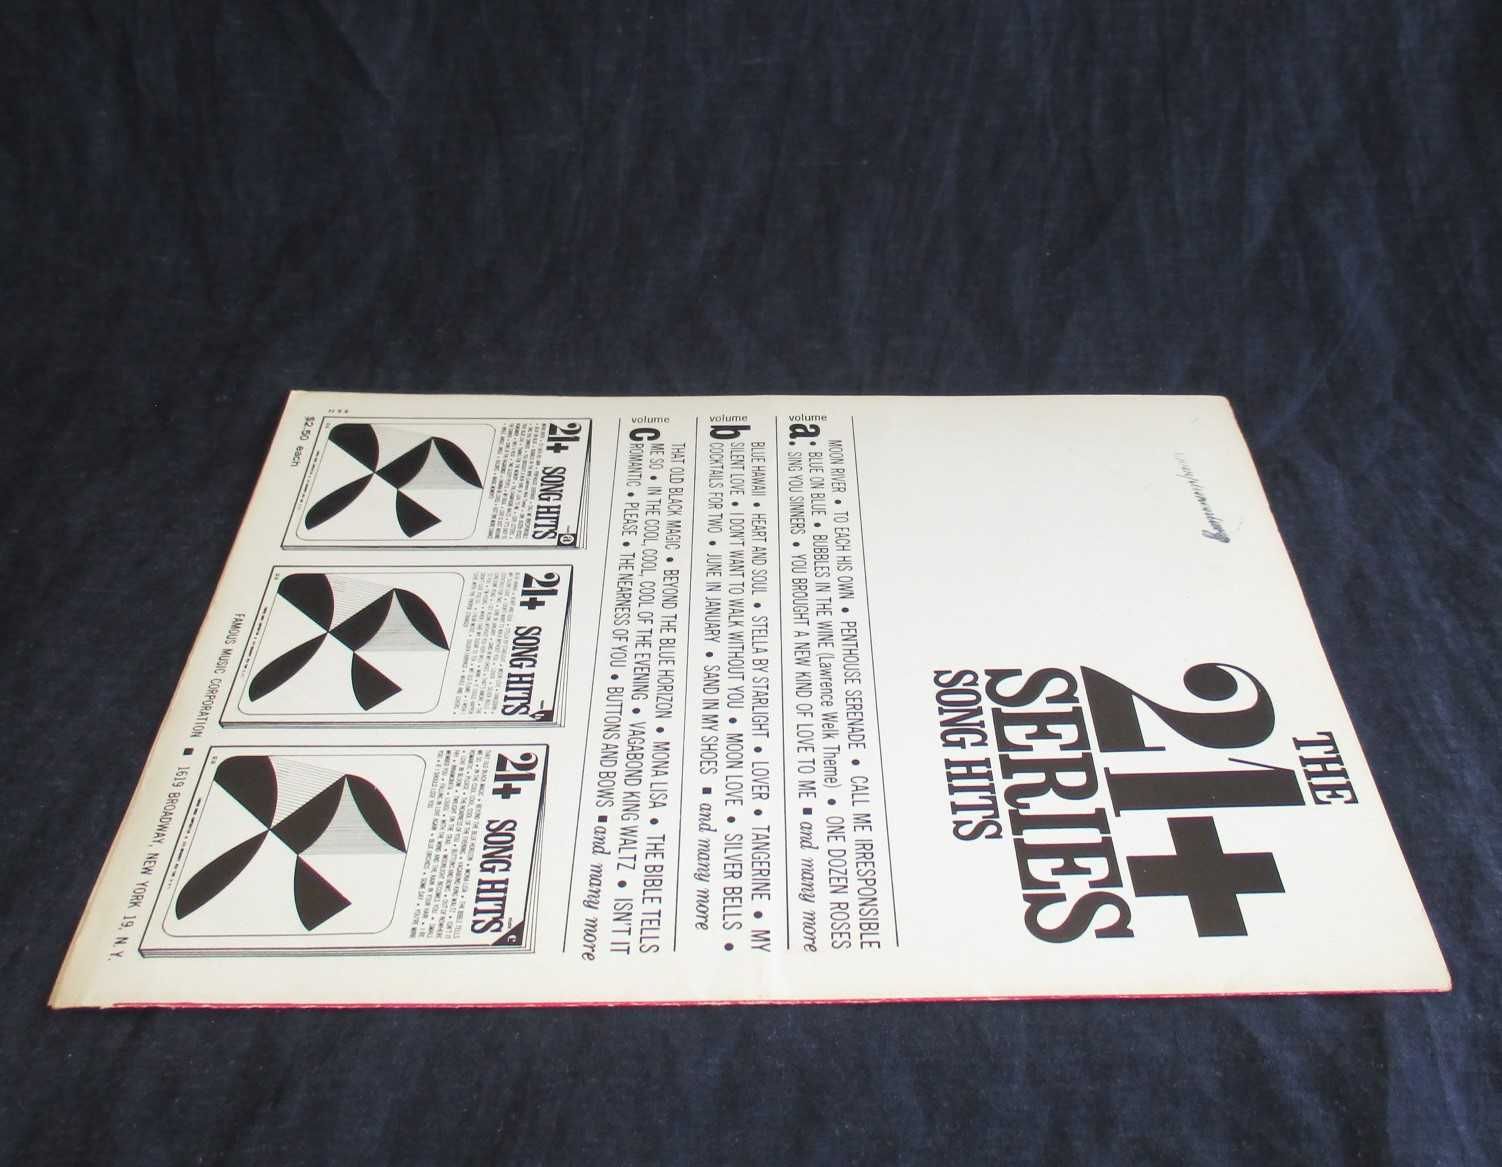 THE
21+
SERIES
SONG HITS
volume
a.
MOON RIVER • TO EACH HIS OWN • PENTHOUSE SERENADE • CALL ME IRRESPONSIBLE
• BLUE ON BLUE • BUBBLES IN THE WINE (Lawrence Welk Theme) • ONE DOZEN ROSES
SING YOU SINNERS • YOU BROUGHT A NEW KIND OF LOVE TO ME ■ and many more
volume
b
BLUE HAWAII • HEART AND SOUL • STELLA BY STARLIGHT • LOVER • TANGERINE • MY
SILENT LOVE • I DON'T WANT TO WALK WITHOUT YOU • MOON LOVE • SILVER BELLS •
COCKTAILS FOR TWO • JUNE IN JANUARY • SAND IN MY SHOES ■ and many more
volume
c
THAT OLD BLACK MAGIC • BEYOND THE BLUE HORIZON • MONA LISA • THE BIBLE TELLS
ME SO • IN THE COOL, COOL, COOL OF THE EVENING • VAGABOND KING WALTZ • ISN'T IT
ROMANTIC • PLEASE • THE NEARNESS OF YOU • BUTTONS AND BOWS ■ and many more
21+ SONG HITS
21+ SONG HITS
21+ SONG HITS
$2.50 each
FAMOUS MUSIC CORPORATION ■ 1619 BROADWAY, NEW YORK 19, N.Y.